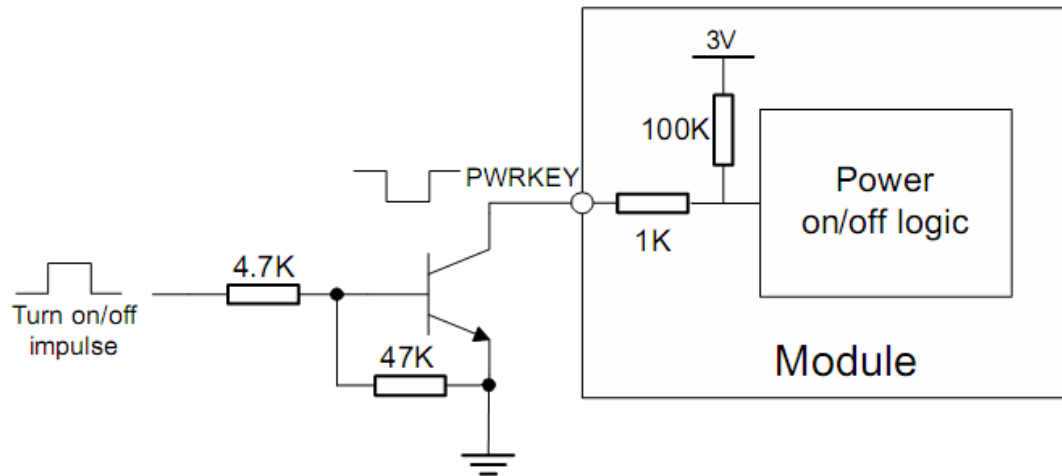 3V
100K
Power
on/off logic
PWRKEY
1K
4.7K
Turn on/off
impulse
47K
Module